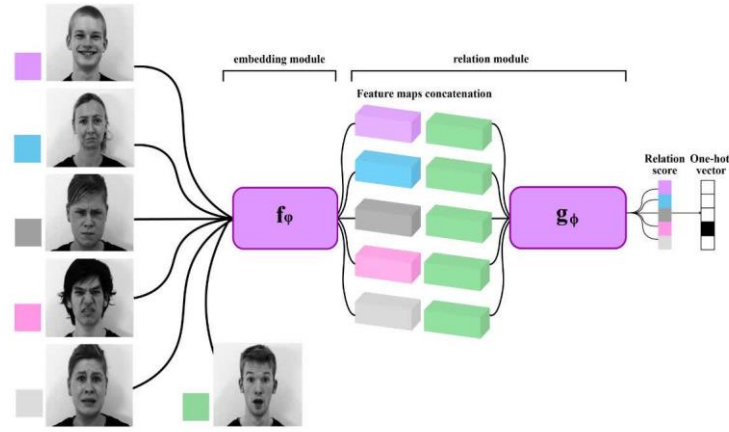 embedding module
relation module
Feature maps concatenation
fφ
gϕ
Relation score
One-hot vector